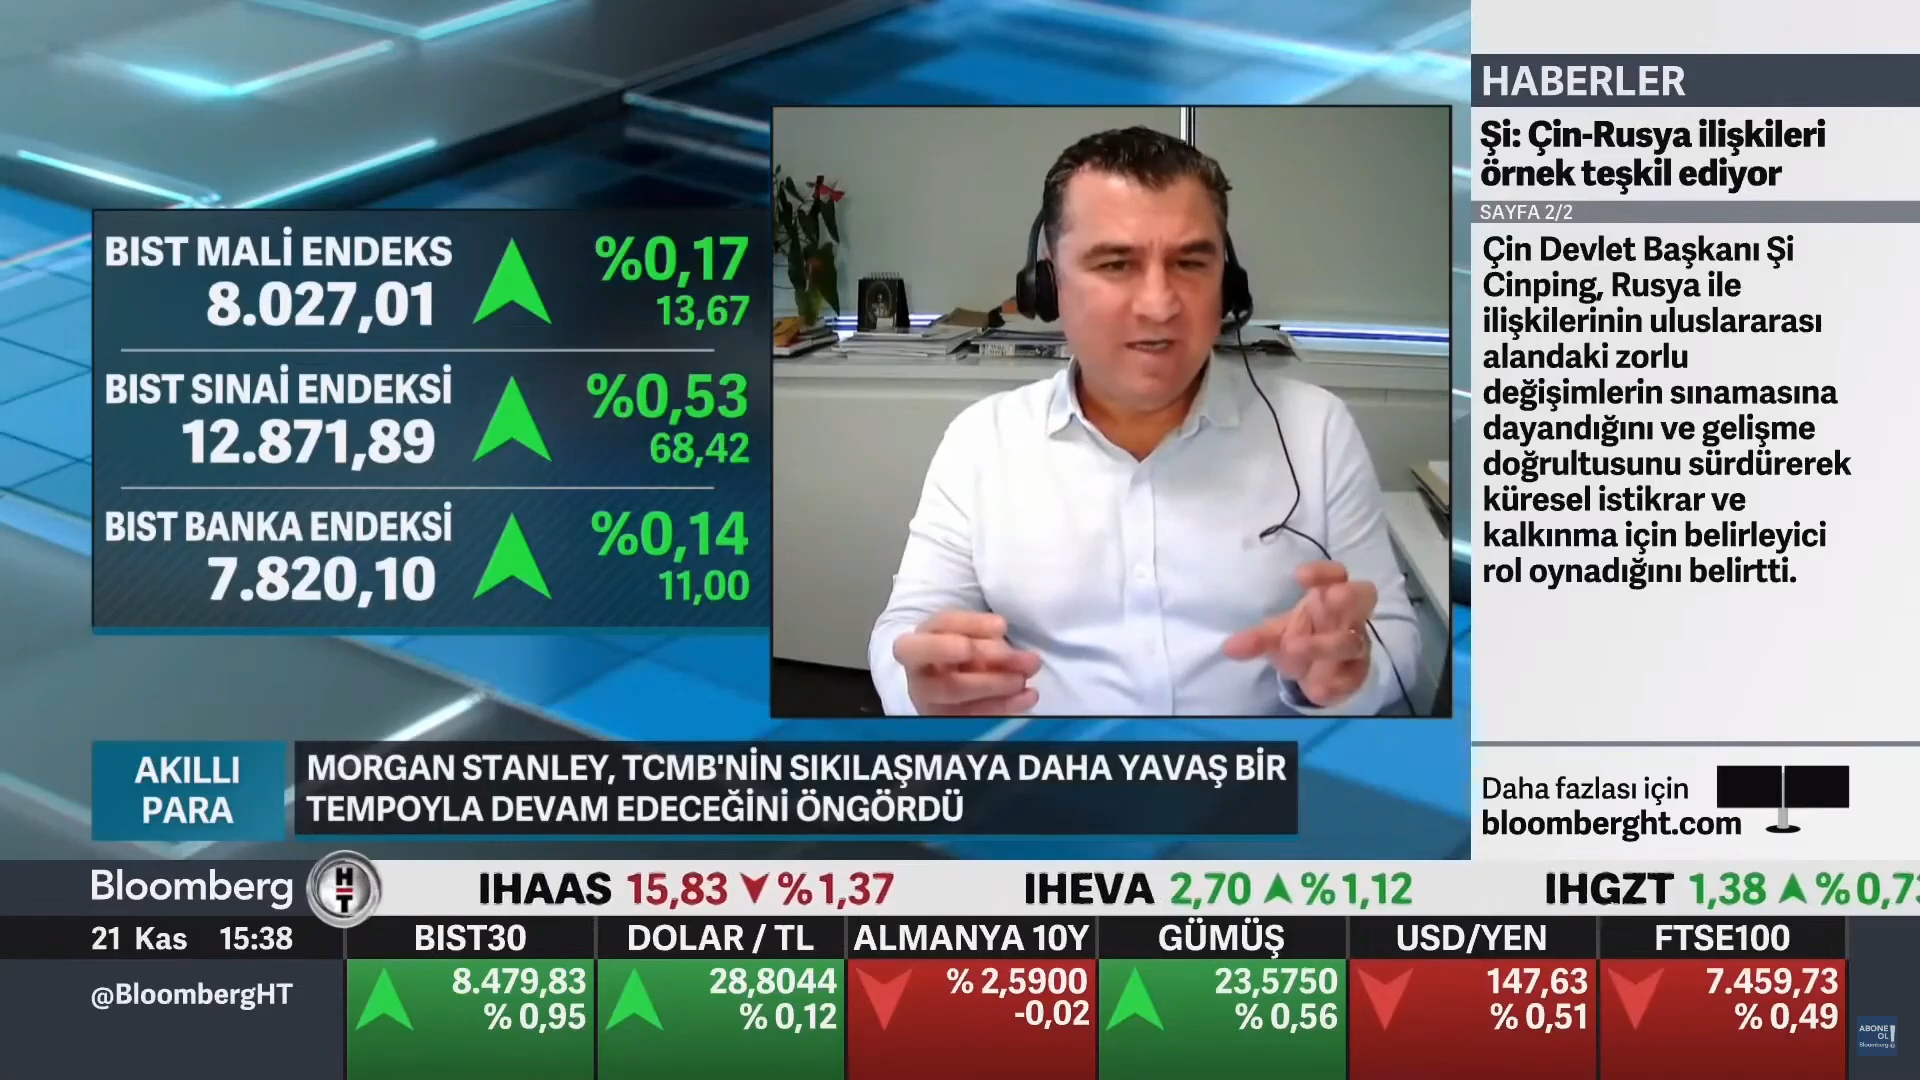 HABERLER
Şi: Çin-Rusya ilişkileri
örnek teşkil ediyor
SAYFA 2/2
Çin Devlet Başkanı Şi
Cinping, Rusya ile
ilişkilerinin uluslararası
alandaki zorlu
değişimlerin sınamasına
dayandığını ve gelişme
doğrultusunu sürdürerek
küresel istikrar ve
kalkınma için belirleyici
rol oynadığını belirtti.
Daha fazlası için
bloomberght.com
BIST MALİ ENDEKS
8.027,01
%0,17
13,67
BIST SINAİ ENDEKSİ
12.871,89
%0,53
68,42
BIST BANKA ENDEKSİ
7.820,10
%0,14
11,00
AKILLI
PARA
MORGAN STANLEY, TCMB'NİN SIKILAŞMAYA DAHA YAVAŞ BİR
TEMPOYLA DEVAM EDECEĞİNİ ÖNGÖRDÜ
Bloomberg HT
IHAAS 15,83 %1,37 IHEVA 2,70 %1,12 IHGZT 1,38 %0,73
21 Kas 15:38
@BloombergHT
BIST30
8.479,83
% 0,95
DOLAR / TL
28,8044
% 0,12
ALMANYA 10Y
% 2,5900
-0,02
GÜMÜŞ
23,5750
% 0,56
USD/YEN
147,63
% 0,51
FTSE100
7.459,73
% 0,49
ABONE
OL!
Bloomberg